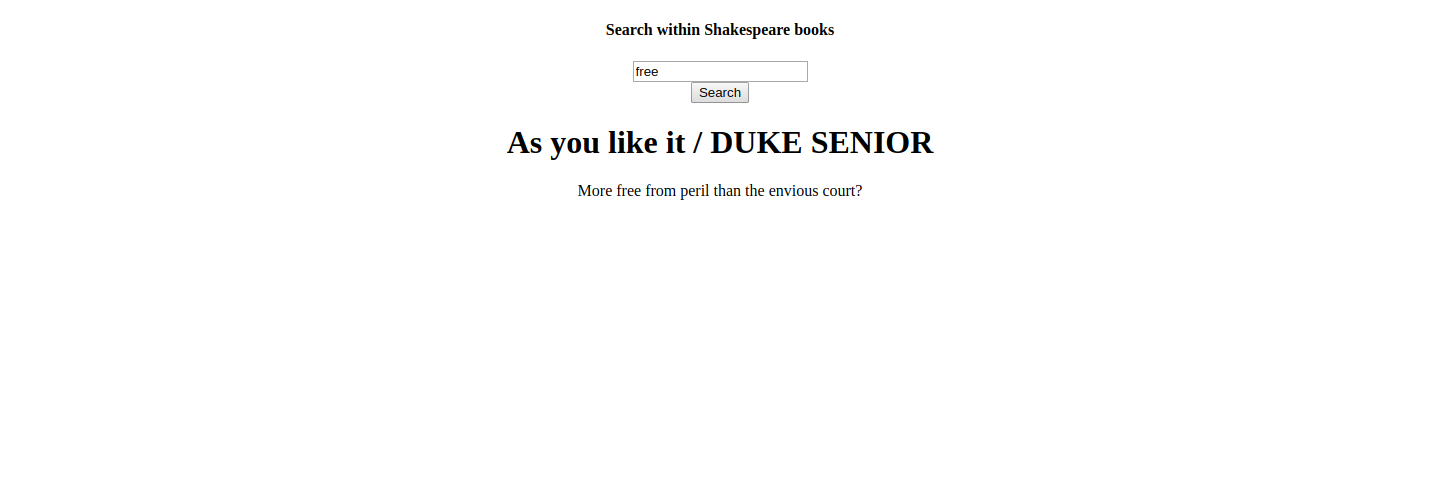 Search within Shakespeare books
free
Search
As you like it / DUKE SENIOR
More free from peril than the envious court?